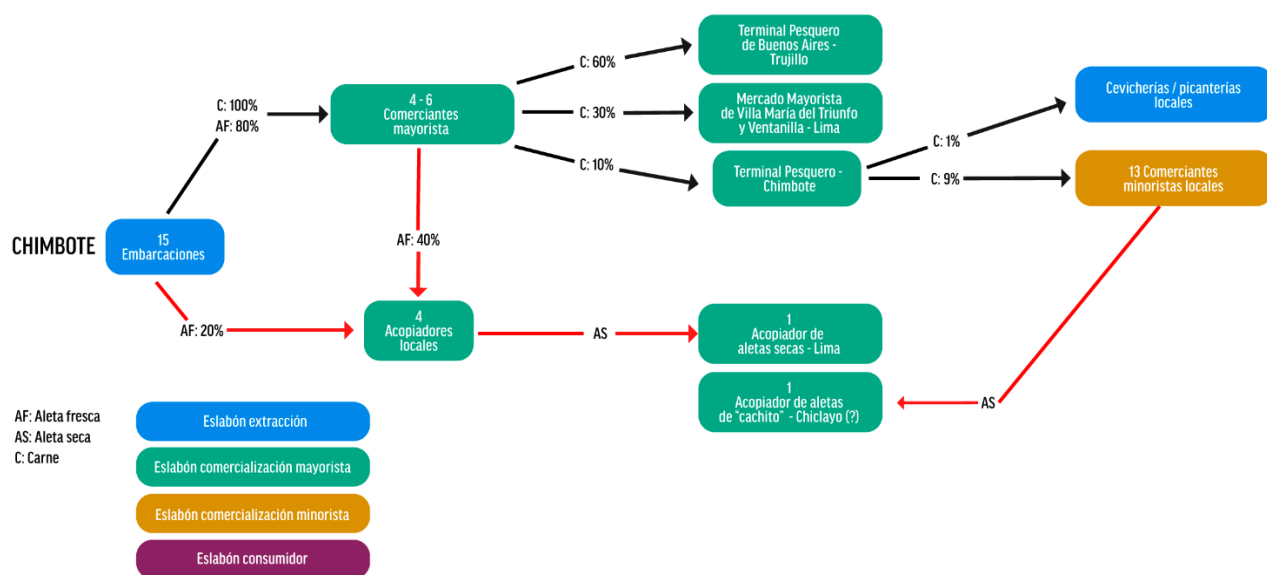 CHIMBOTE
15
Embarcaciones
C: 100%
AF: 80%
AF: 20%
4 - 6
Comerciantes
mayorista
AF: 40%
4
Acopiadores
locales
C: 60%
C: 30%
C: 10%
Terminal Pesquero
de Buenos Aires -
Trujillo
Mercado Mayorista
de Villa María del Triunfo
y Ventanilla - Lima
Terminal Pesquero -
Chimbote
C: 1%
C: 9%
Cevicherías / picanterías
locales
13 Comerciantes
minoristas locales
AS
1
Acopiador de
aletas secas - Lima
1
Acopiador de aletas
de "cachito" - Chiclayo (?)
AS
AF: Aleta fresca
AS: Aleta seca
C: Carne
Eslabón extracción
Eslabón comercialización mayorista
Eslabón comercialización minorista
Eslabón consumidor